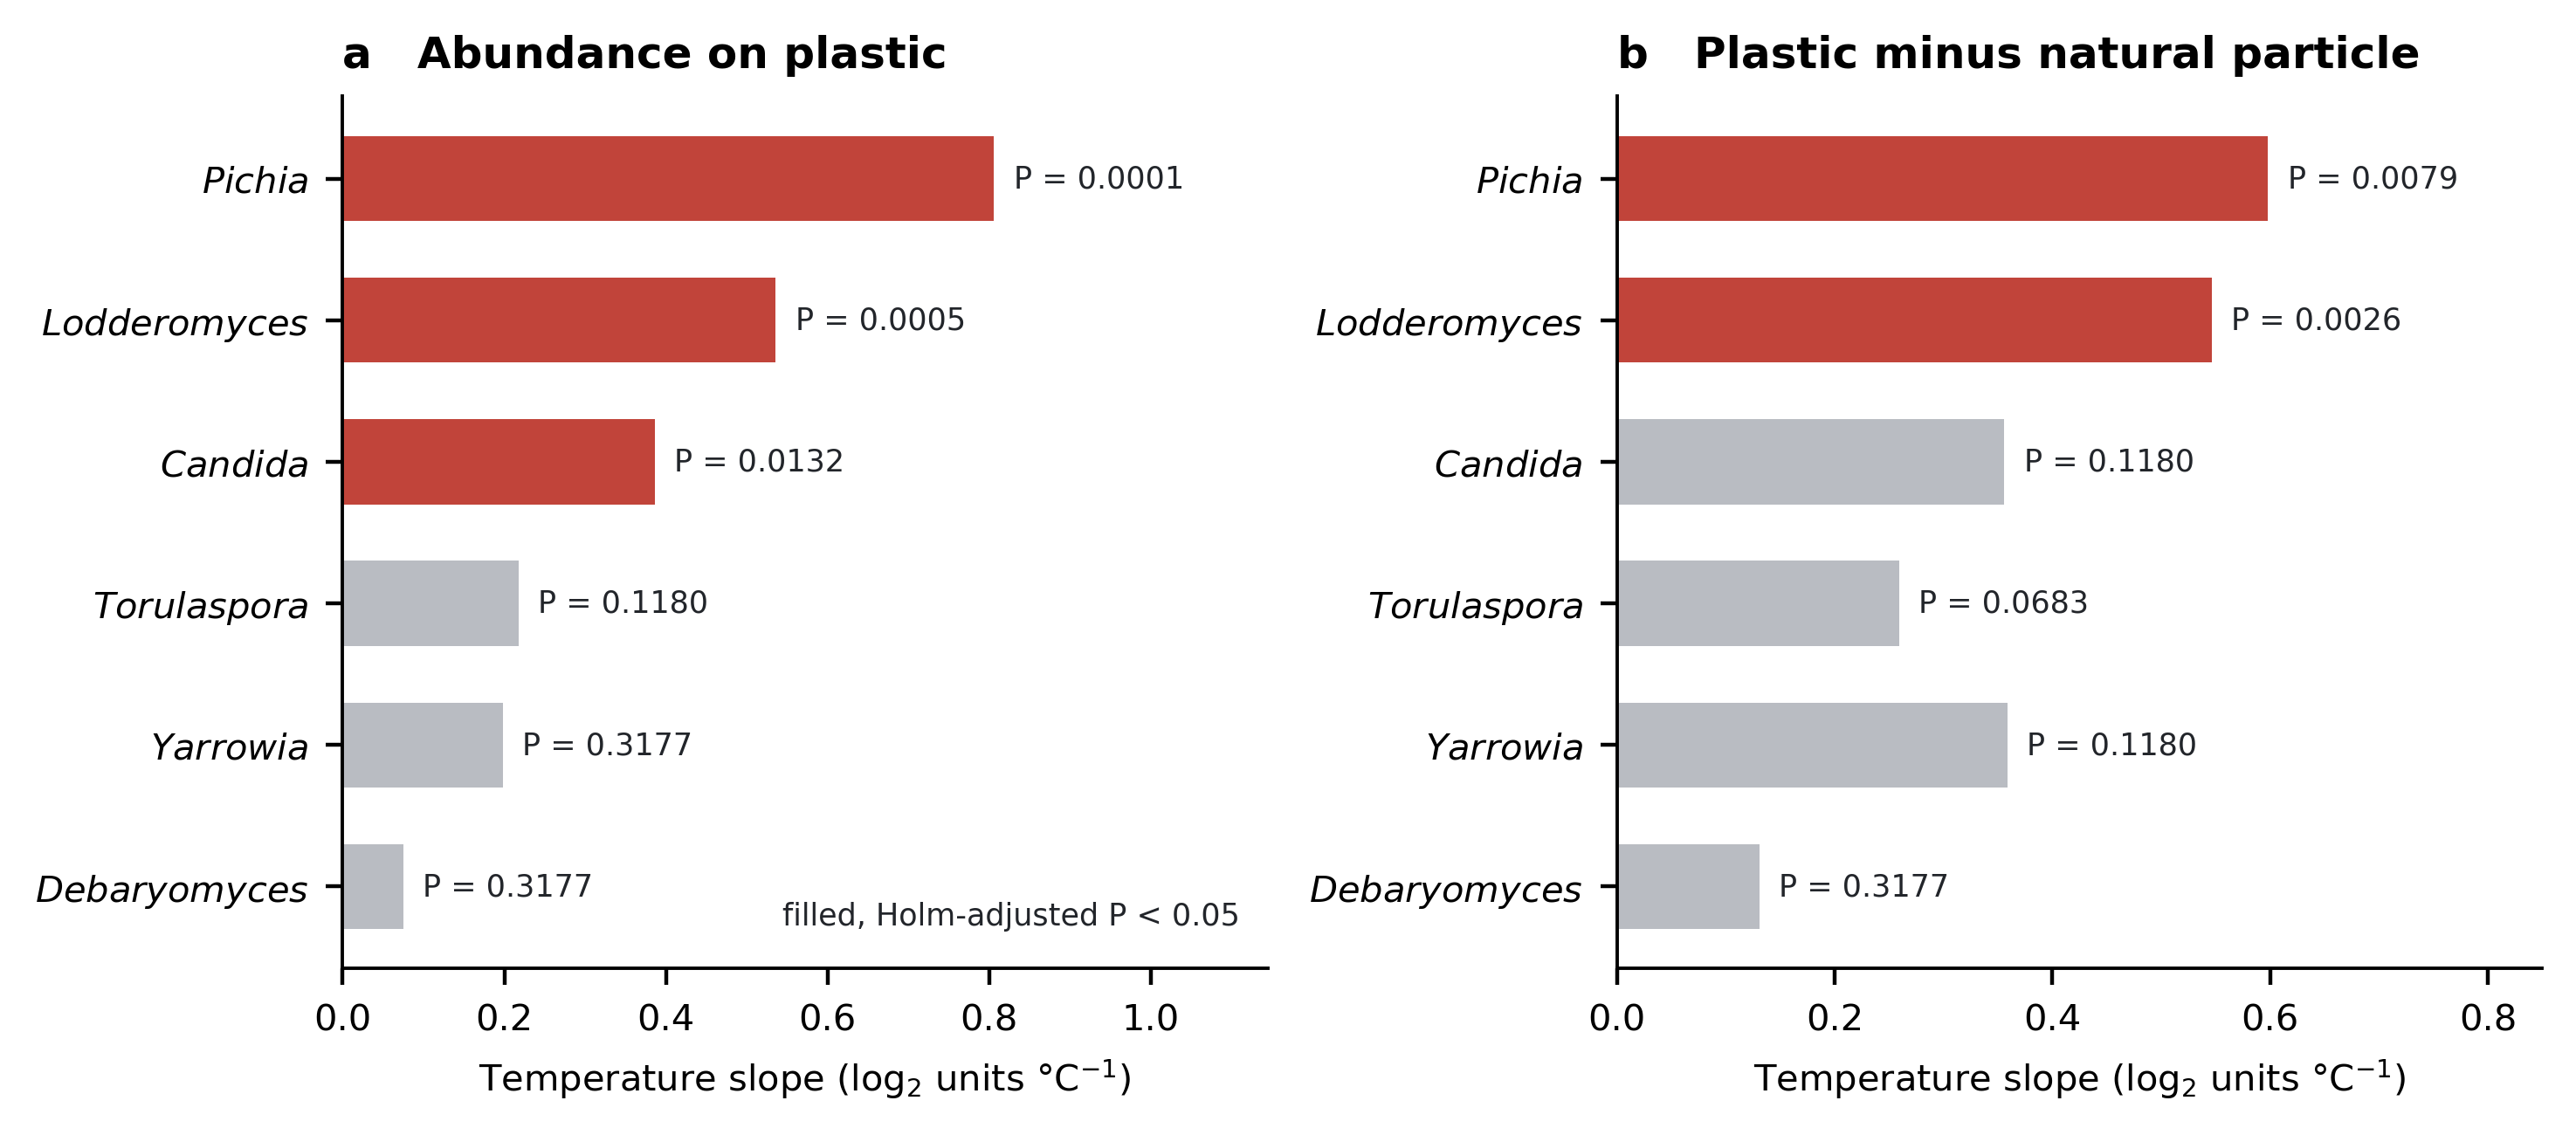 a Abundance on plastic
Pichia
P = 0.0001
Lodderomyces
P = 0.0005
Candida
P = 0.0132
Torulaspora
P = 0.1180
Yarrowia
P = 0.3177
Debaryomyces
P = 0.3177
filled, Holm-adjusted P < 0.05
0.0 0.2 0.4 0.6 0.8 1.0
Temperature slope (log₂ units °C⁻¹)
b Plastic minus natural particle
Pichia
P = 0.0079
Lodderomyces
P = 0.0026
Candida
P = 0.1180
Torulaspora
P = 0.0683
Yarrowia
P = 0.1180
Debaryomyces
P = 0.3177
0.0 0.2 0.4 0.6 0.8
Temperature slope (log₂ units °C⁻¹)